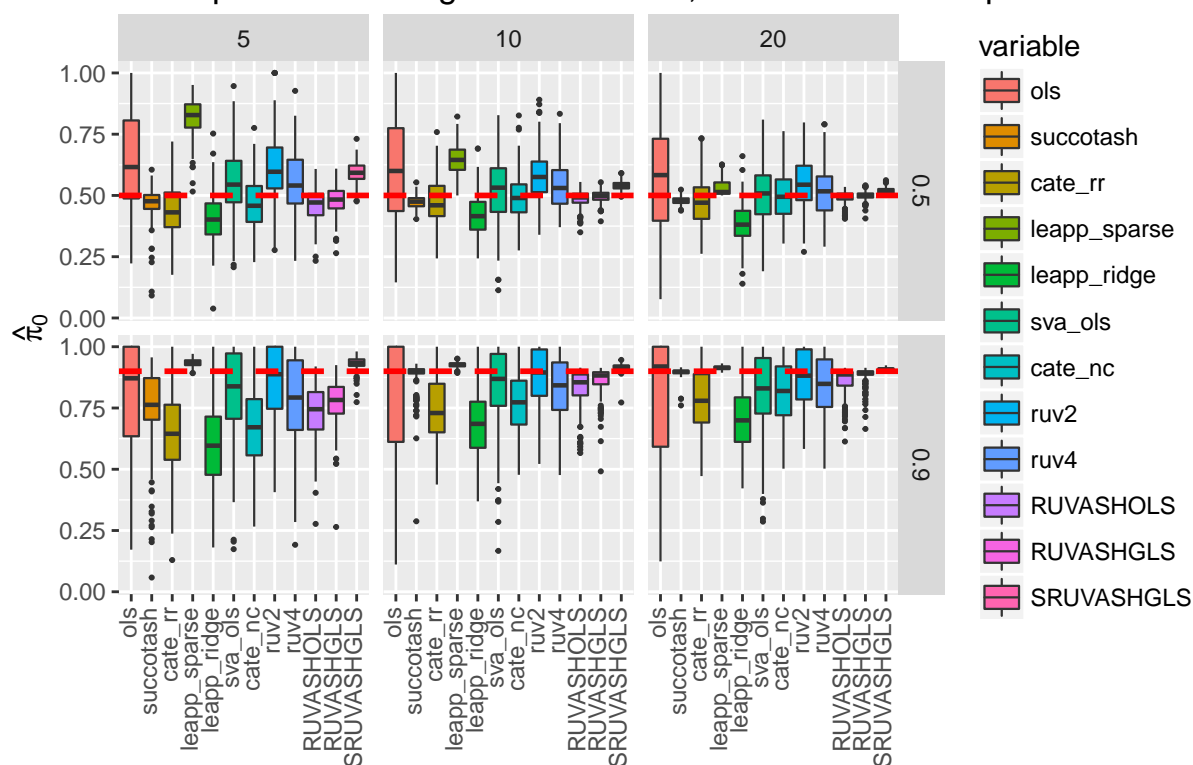 5 10 20
variable
1.00
0.75
0.50
0.25
0.00
0.5
1.00
0.75
0.50
0.25
0.00
0.9
π̂0
ols
succotash
cate_rr
leapp_sparse
leapp_ridge
sva_ols
cate_nc
ruv2
ruv4
RUVASHOLS
RUVASHGLS
SRUVASHGLS
ols
succotash
cate_rr
leapp_sparse
leapp_ridge
sva_ols
cate_nc
ruv2
ruv4
RUVASHOLS
RUVASHGLS
SRUVASHGLS
ols
succotash
cate_rr
leapp_sparse
leapp_ridge
sva_ols
cate_nc
ruv2
ruv4
RUVASHOLS
RUVASHGLS
SRUVASHGLS
ols
succotash
cate_rr
leapp_sparse
leapp_ridge
sva_ols
cate_nc
ruv2
ruv4
RUVASHOLS
RUVASHGLS
SRUVASHGLS